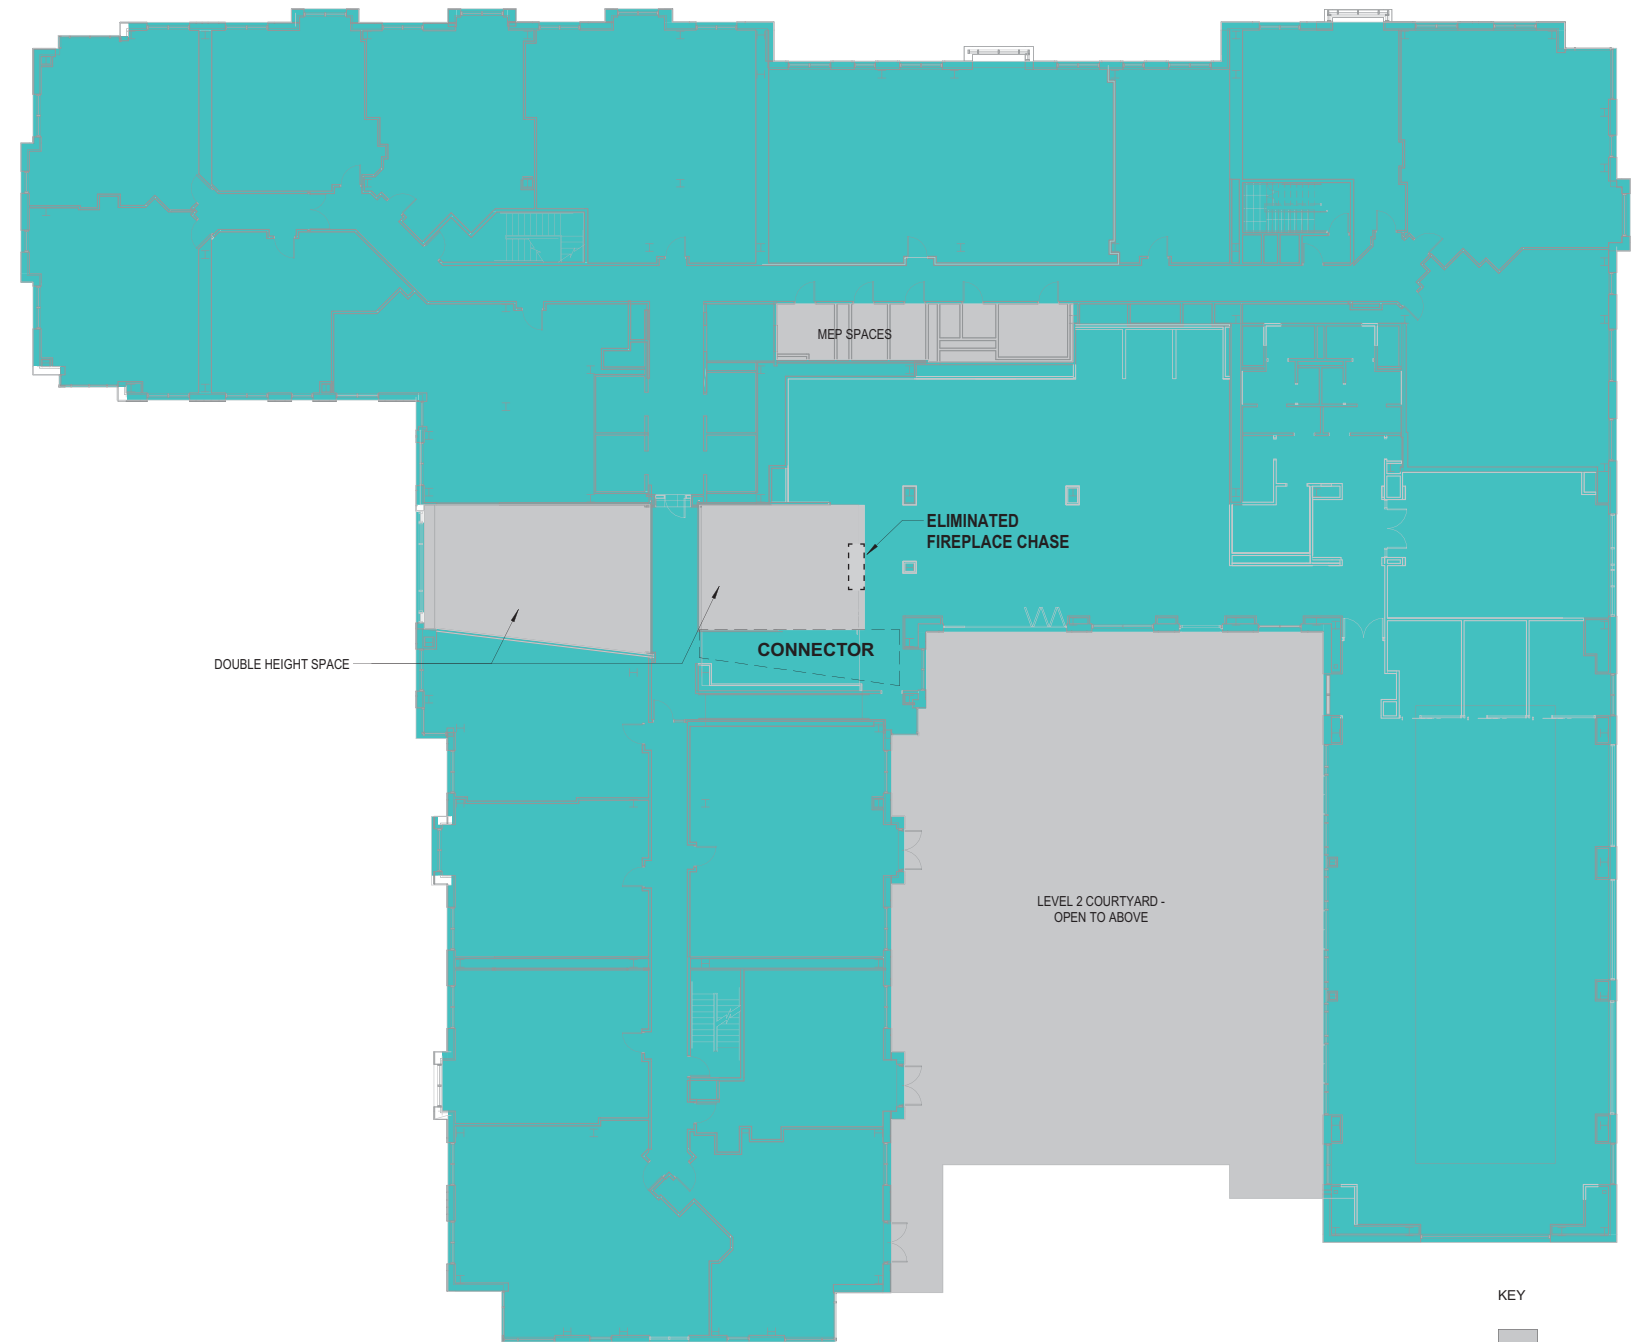 MEP SPACES
ELIMINATED
FIREPLACE CHASE
CONNECTOR
DOUBLE HEIGHT SPACE
LEVEL 2 COURTYARD -
OPEN TO ABOVE
KEY